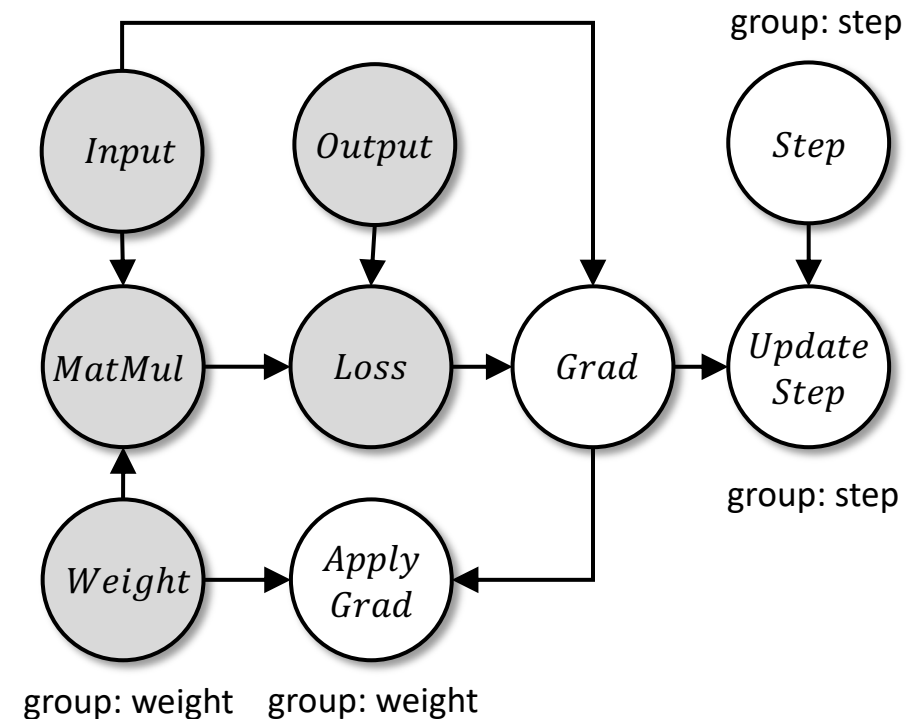 group: step
Input
Output
Step
MatMul
Loss
Grad
Update
Step
group: step
Weight
Apply
Grad
group: weight
group: weight